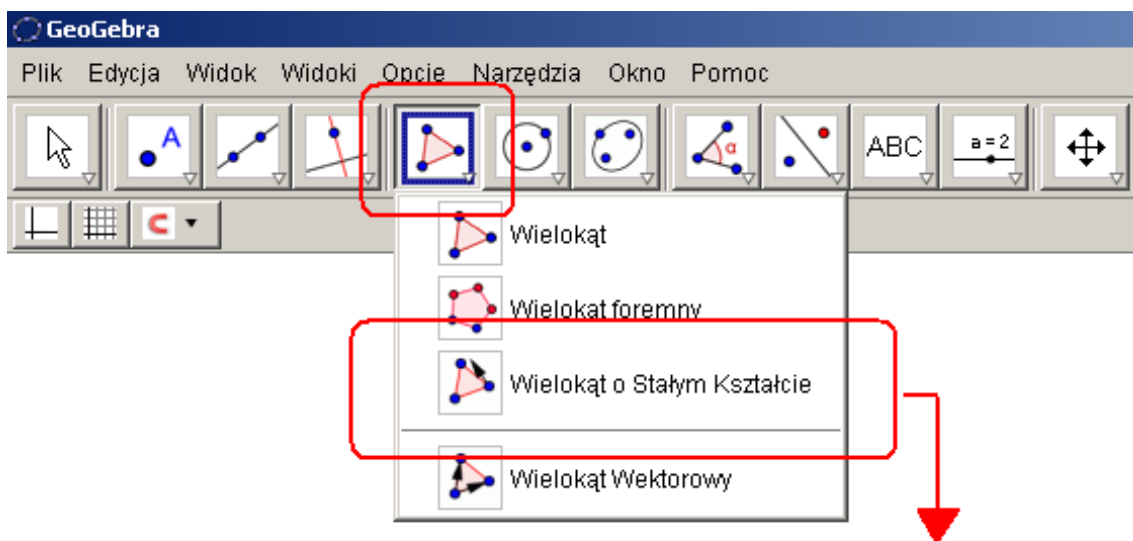 GeoGebra
Plik Edycja Widok Widoki Opcje Narzędzia Okno Pomoc
A α ABC a=2
Wielokąt
Wielokąt foremny
Wielokąt o Stałym Kształcie
Wielokąt Wektorowy